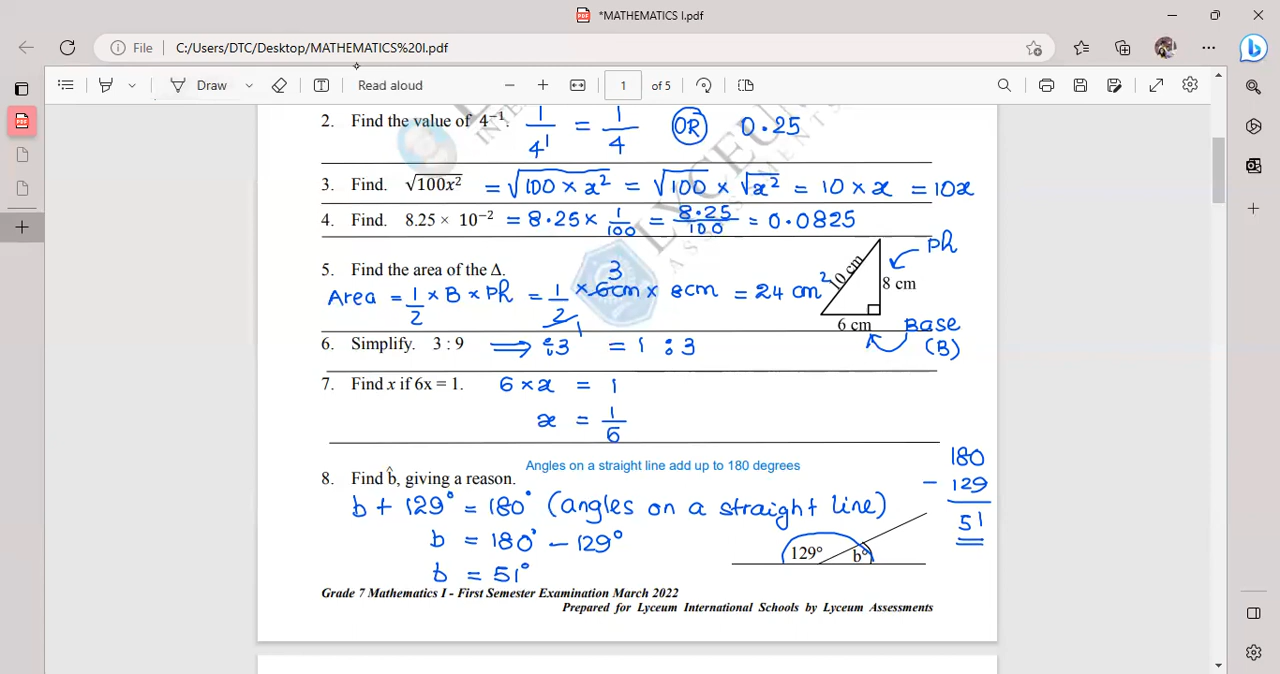 *MATHEMATICS I.pdf
File C:/Users/DTC/Desktop/MATHEMATICS%20I.pdf
Draw Read aloud 1 of 5
2. Find the value of 4⁻¹. 1/4¹ = 1/4 OR 0.25
3. Find. √100x² = √100 × x² = √100 × √x² = 10 × x = 10x
4. Find. 8.25 × 10⁻² = 8.25 × 1/100 = 8.25/100 = 0.0825
5. Find the area of the Δ.
Area = 1/2 × B × Ph = 1/2 × 6cm × 8cm = 24 cm²
3
1
10 cm
Ph
8 cm
6 cm
Base
(B)
6. Simplify. 3 : 9 ⟹ ÷3 = 1 : 3
7. Find x if 6x = 1. 6 × x = 1
x = 1/6
8. Find b̂, giving a reason. Angles on a straight line add up to 180 degrees
b + 129° = 180° (angles on a straight line)
b = 180° − 129°
b = 51°
180
− 129
51
129° b°
Grade 7 Mathematics I - First Semester Examination March 2022
Prepared for Lyceum International Schools by Lyceum Assessments